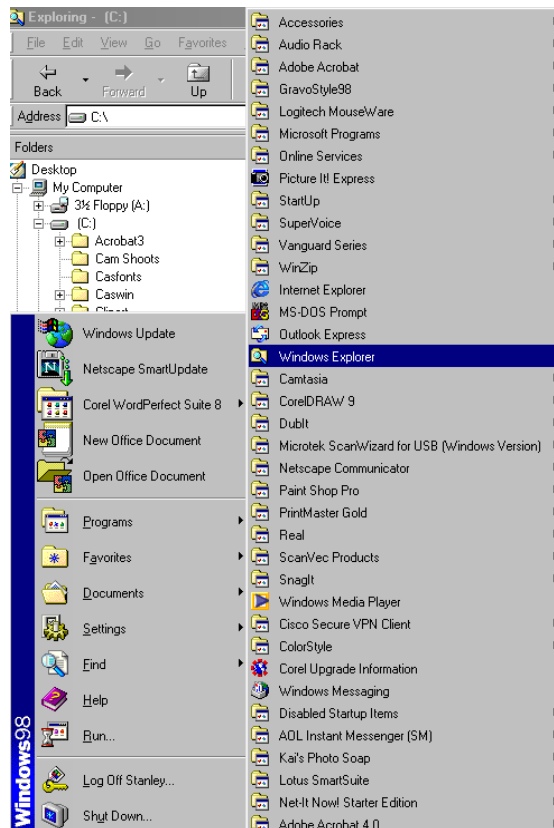 Exploring - (C:)
File Edit View Go Favorites
Back Forward Up
Address C:\
Folders
Desktop
My Computer
3½ Floppy (A:)
(C:)
Acrobat3
Cam Shoots
Casfonts
Caswin
Clipart
Windows Update
Netscape SmartUpdate
Corel WordPerfect Suite 8
New Office Document
Open Office Document
Programs
Favorites
Documents
Settings
Find
Help
Run...
Log Off Stanley...
Shut Down...
Windows98
Accessories
Audio Rack
Adobe Acrobat
GravoStyle98
Logitech MouseWare
Microsoft Programs
Online Services
Picture It! Express
StartUp
SuperVoice
Vanguard Series
WinZip
Internet Explorer
MS-DOS Prompt
Outlook Express
Windows Explorer
Camtasia
CorelDRAW 9
DubIt
Microtek ScanWizard for USB (Windows Version)
Netscape Communicator
Paint Shop Pro
PrintMaster Gold
Real
ScanVec Products
SnagIt
Windows Media Player
Cisco Secure VPN Client
ColorStyle
Corel Upgrade Information
Windows Messaging
Disabled Startup Items
AOL Instant Messenger (SM)
Kai's Photo Soap
Lotus SmartSuite
Net-It Now! Starter Edition
Adobe Acrobat 4.0